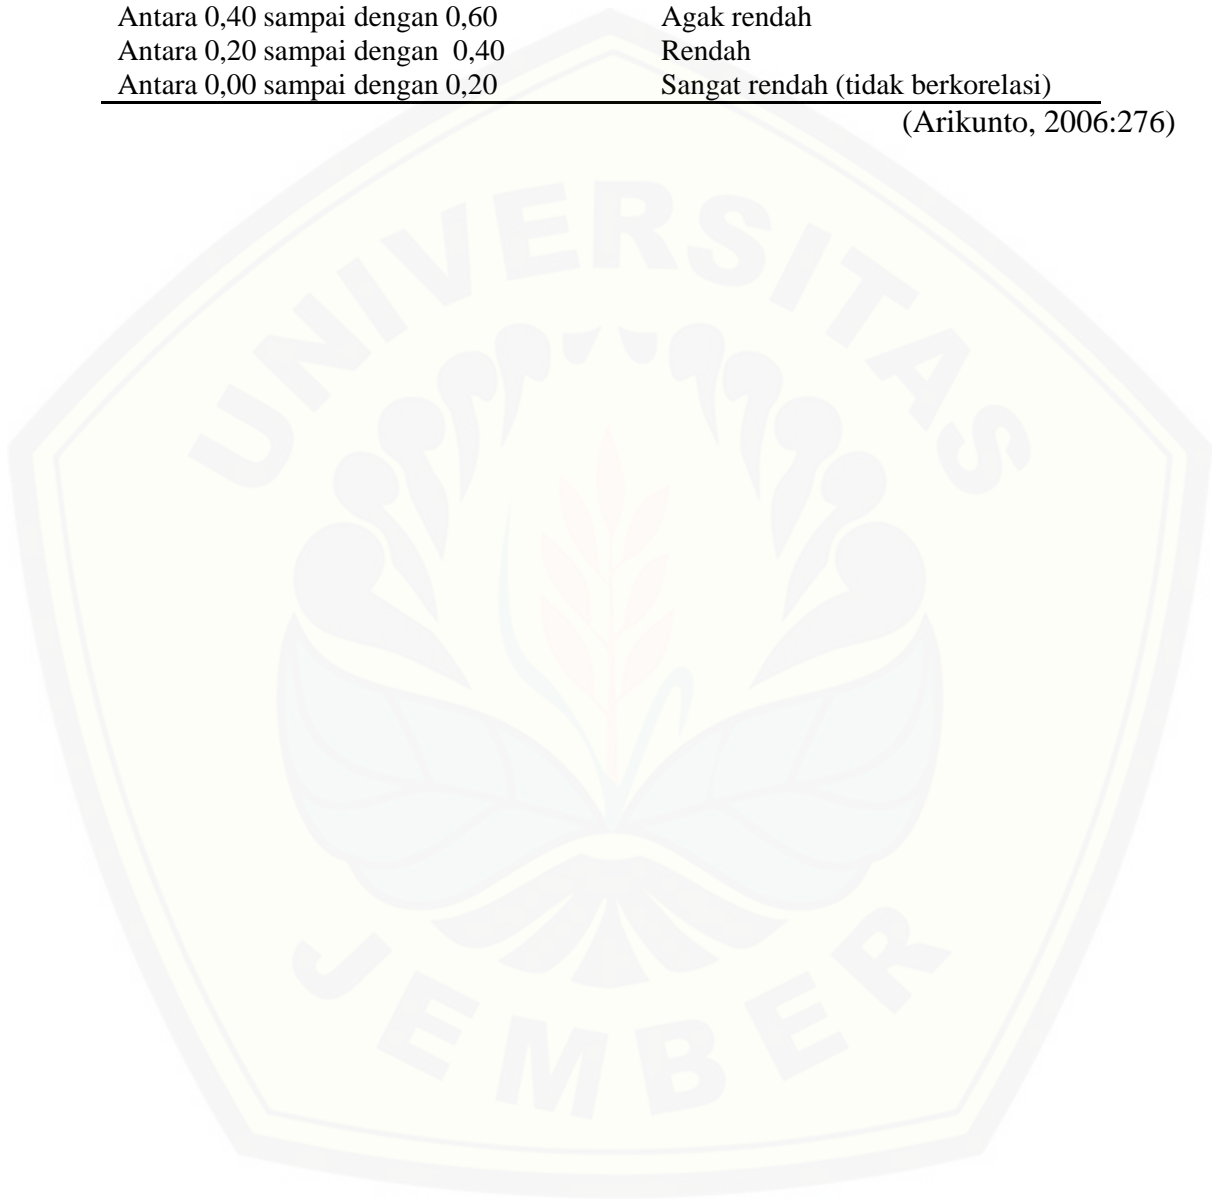 Antara 0,40 sampai dengan 0,60 Agak rendah
Antara 0,20 sampai dengan 0,40 Rendah
Antara 0,00 sampai dengan 0,20 Sangat rendah (tidak berkorelasi)
(Arikunto, 2006:276)
UNIVERSITAS
JEMBER